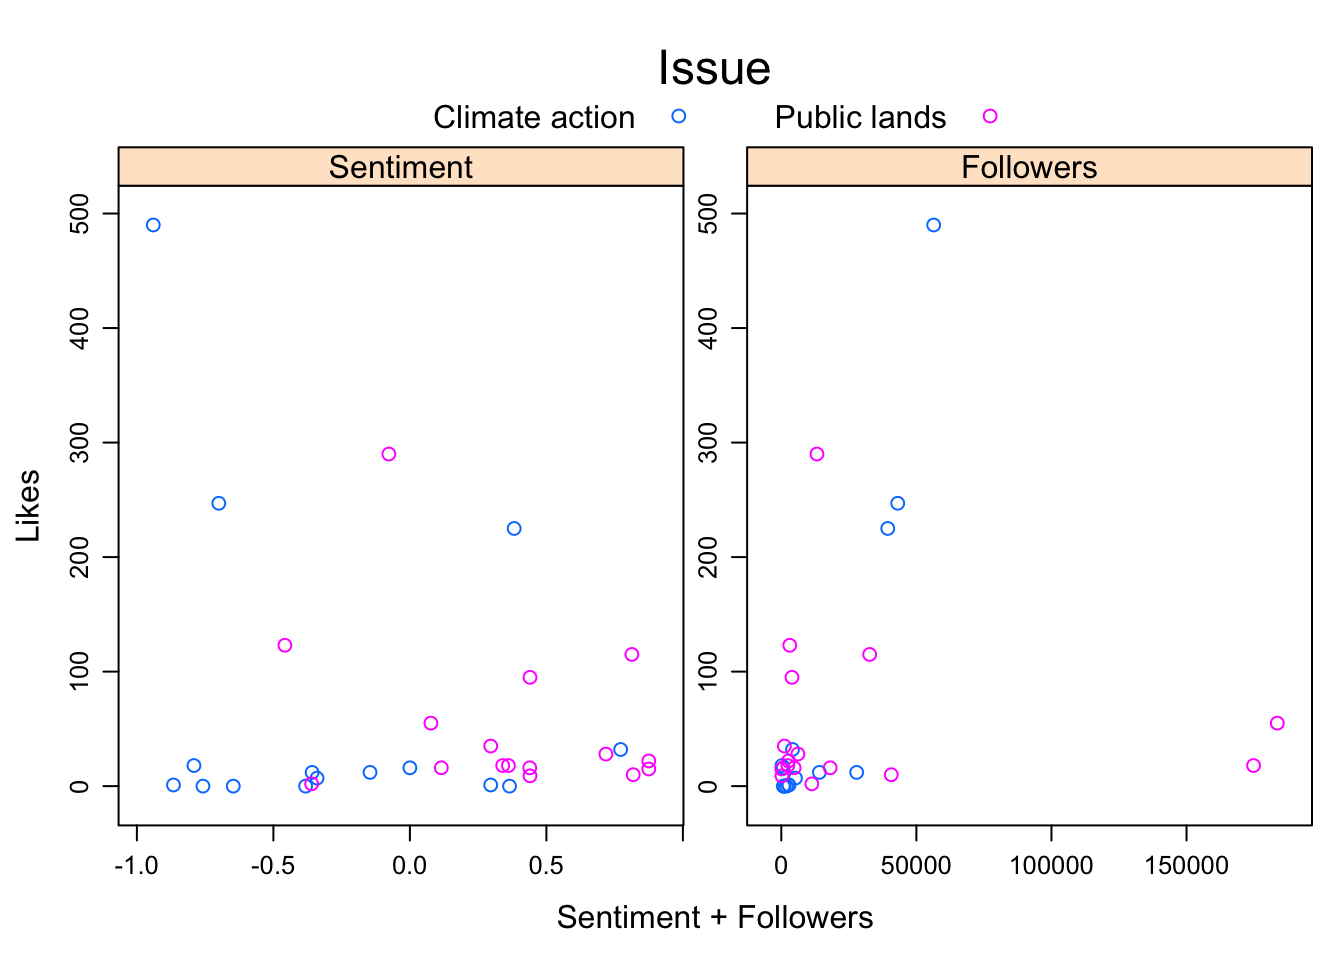 Issue
Climate action Public lands
Sentiment Followers
Likes
0 100 200 300 400 500
0 100 200 300 400 500
-1.0 -0.5 0.0 0.5
0 50000 100000 150000
Sentiment + Followers